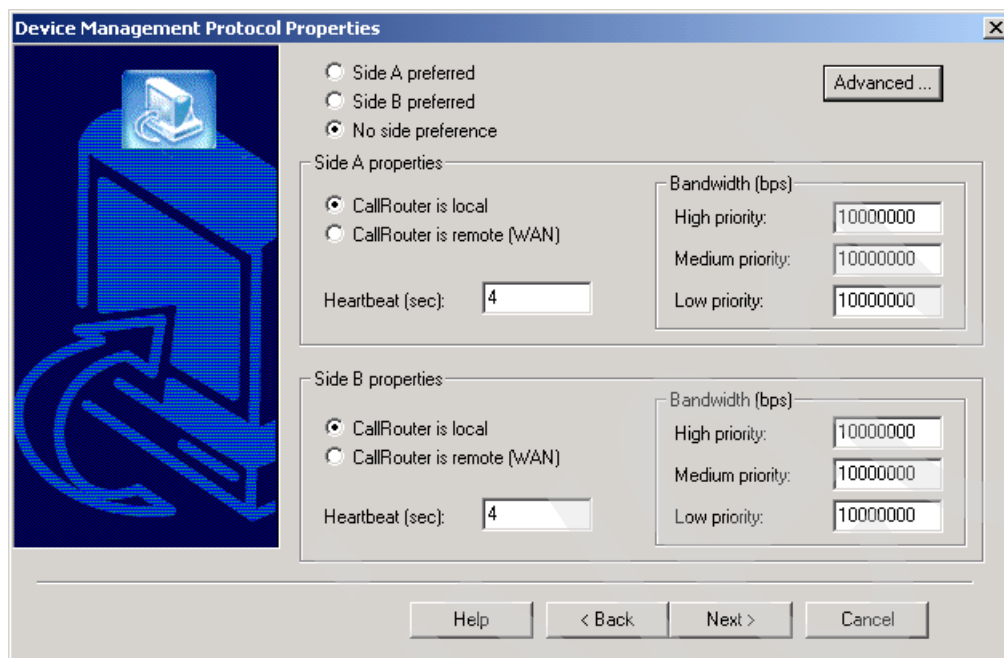 Device Management Protocol Properties
Side A preferred
Side B preferred
No side preference
Advanced ...
Side A properties
CallRouter is local
CallRouter is remote (WAN)
Heartbeat (sec): 4
Bandwidth (bps)
High priority: 10000000
Medium priority: 10000000
Low priority: 10000000
Side B properties
CallRouter is local
CallRouter is remote (WAN)
Heartbeat (sec): 4
Bandwidth (bps)
High priority: 10000000
Medium priority: 10000000
Low priority: 10000000
Help < Back Next > Cancel